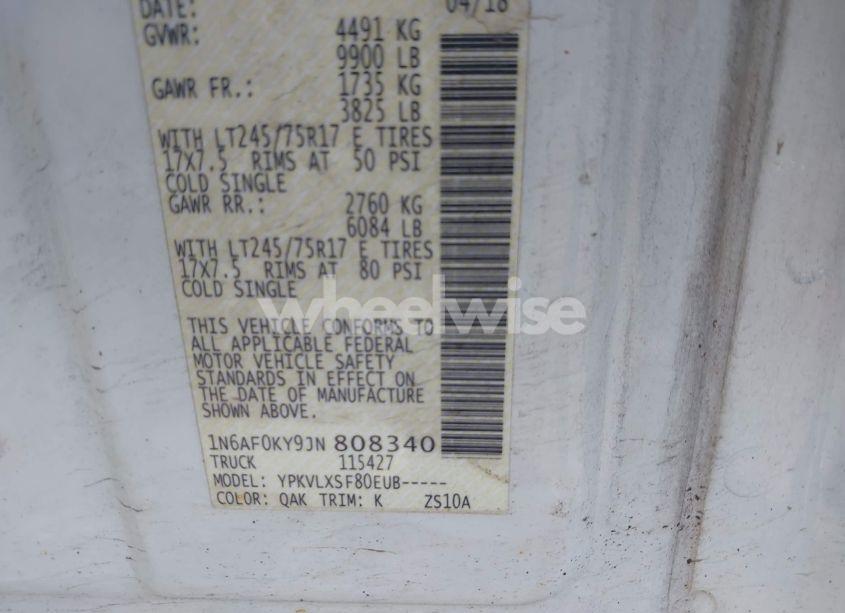 DATE: 04/18
GVWR: 4491 KG
9900 LB
GAWR FR.: 1735 KG
3825 LB
WITH LT245/75R17 E TIRES
17X7.5 RIMS AT 50 PSI
COLD SINGLE
GAWR RR.: 2760 KG
6084 LB
WITH LT245/75R17 E TIRES
17X7.5 RIMS AT 80 PSI
COLD SINGLE
wheelwise
THIS VEHICLE CONFORMS TO
ALL APPLICABLE FEDERAL
MOTOR VEHICLE SAFETY
STANDARDS IN EFFECT ON
THE DATE OF MANUFACTURE
SHOWN ABOVE.
1N6AF0KY9JN808340
TRUCK 115427
MODEL: YPKVLXSF80EUB-----
COLOR: QAK TRIM: K ZS10A